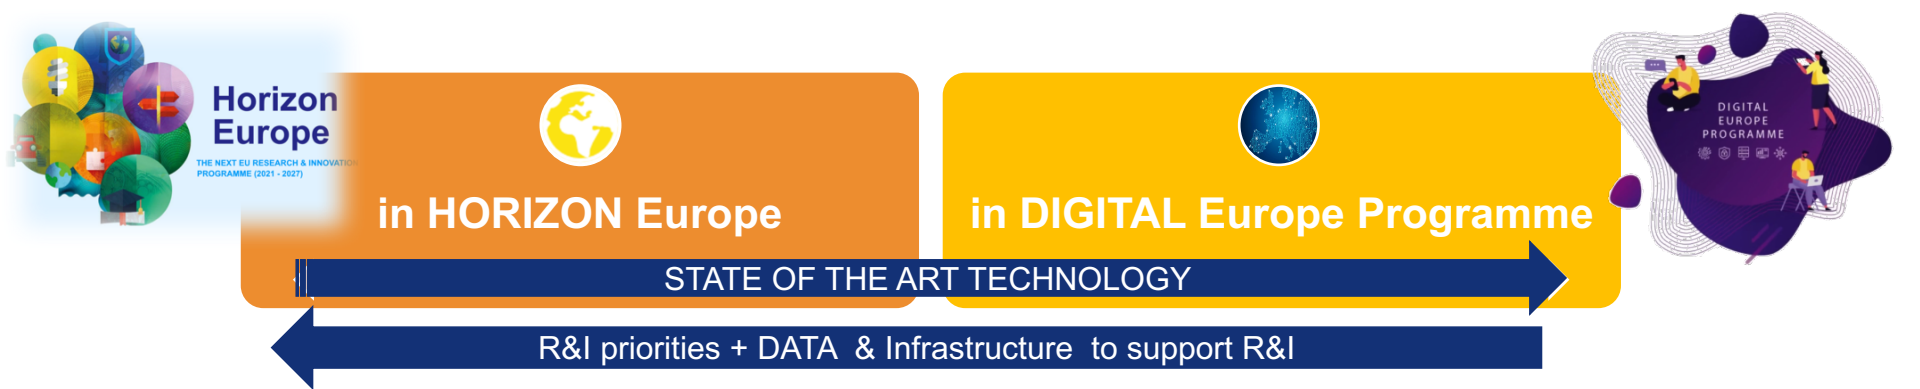 Horizon
Europe
THE NEXT EU RESEARCH & INNOVATION
PROGRAMME (2021 - 2027)
in HORIZON Europe
in DIGITAL Europe Programme
DIGITAL
EUROPE
PROGRAMME
STATE OF THE ART TECHNOLOGY
R&I priorities + DATA & Infrastructure to support R&I